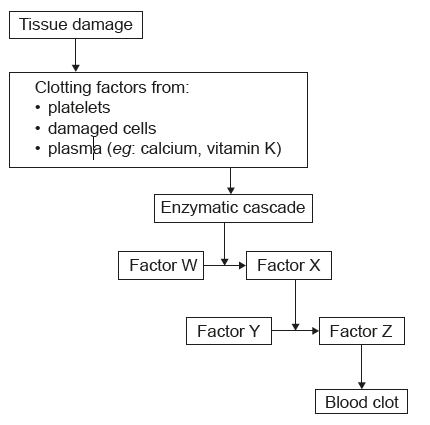 Tissue damage
Clotting factors from:
• platelets
• damaged cells
• plasma (eg: calcium, vitamin K)
Enzymatic cascade
Factor W
Factor X
Factor Y
Factor Z
Blood clot